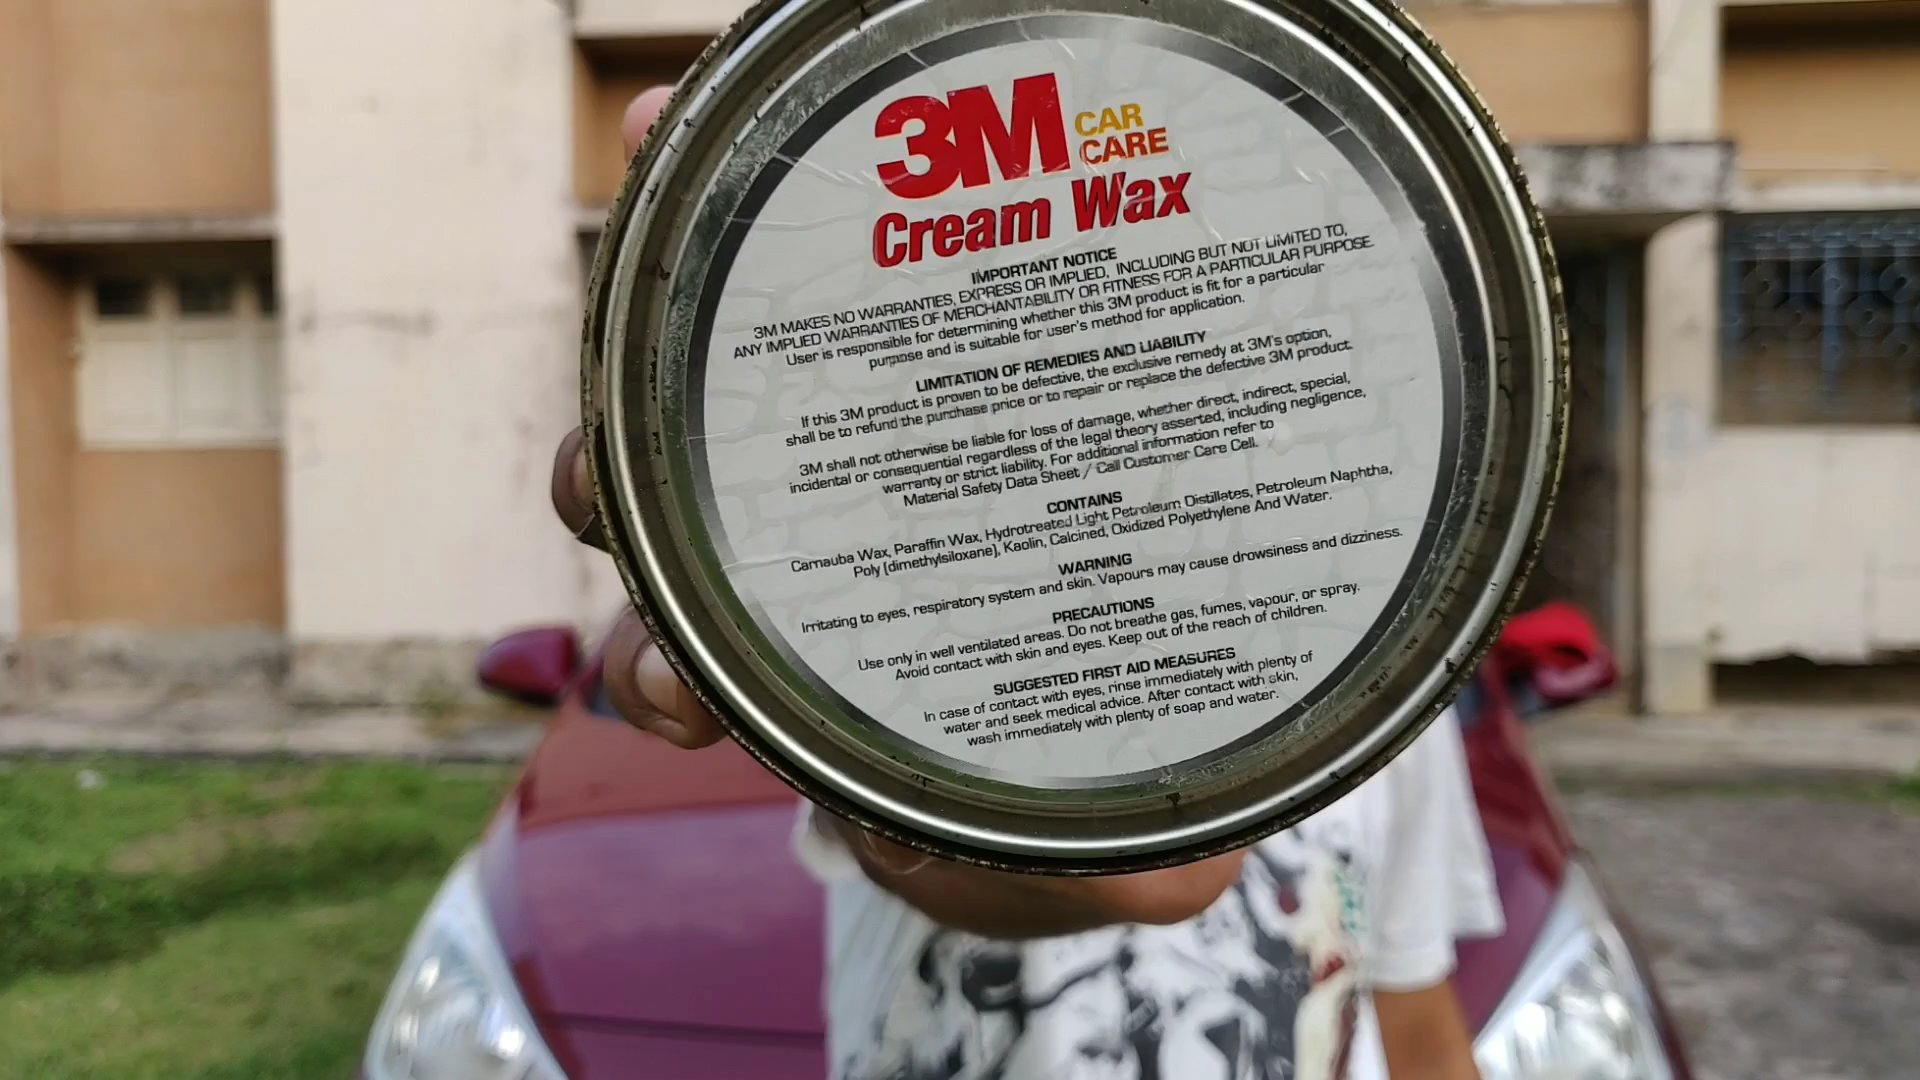 3M CAR
CARE
Cream Wax
IMPORTANT NOTICE
3M MAKES NO WARRANTIES, EXPRESS OR IMPLIED, INCLUDING BUT NOT LIMITED TO,
ANY IMPLIED WARRANTIES OF MERCHANTABILITY OR FITNESS FOR A PARTICULAR PURPOSE.
User is responsible for determining whether this 3M product is fit for a particular
purpose and is suitable for user's method for application.
LIMITATION OF REMEDIES AND LIABILITY
If this 3M product is proven to be defective, the exclusive remedy at 3M's option,
shall be to refund the purchase price or to repair or replace the defective 3M product.
3M shall not otherwise be liable for loss of damage, whether direct, indirect, special,
incidental or consequential regardless of the legal theory asserted, including negligence,
warranty or strict liability. For additional information refer to
Material Safety Data Sheet / Call Customer Care Cell.
CONTAINS
Carnauba Wax, Paraffin Wax, Hydrotreated Light Petroleum Distillates, Petroleum Naphtha,
Poly (dimethylsiloxane), Kaolin, Calcined, Oxidized Polyethylene And Water.
WARNING
Irritating to eyes, respiratory system and skin. Vapours may cause drowsiness and dizziness.
PRECAUTIONS
Use only in well ventilated areas. Do not breathe gas, fumes, vapour, or spray.
Avoid contact with skin and eyes. Keep out of the reach of children.
SUGGESTED FIRST AID MEASURES
In case of contact with eyes, rinse immediately with plenty of
water and seek medical advice. After contact with skin,
wash immediately with plenty of soap and water.